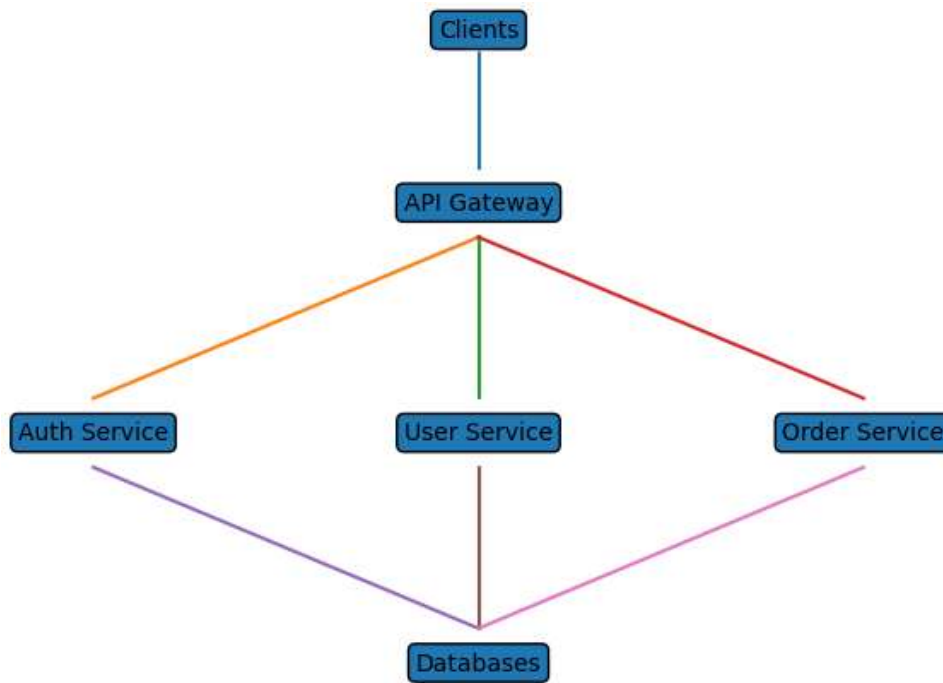 Clients
API Gateway
Auth Service
User Service
Order Service
Databases